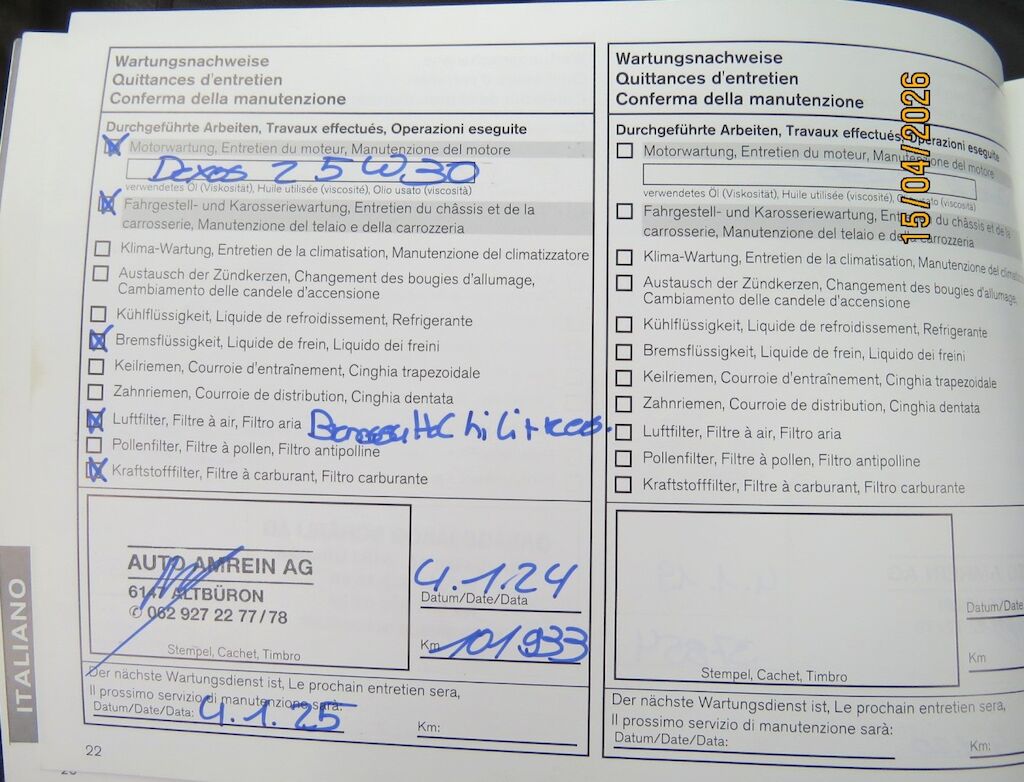 Wartungsnachweise
Quittances d'entretien
Conferma della manutenzione
Durchgeführte Arbeiten, Travaux effectués, Operazioni eseguite
Motorwartung, Entretien du moteur, Manutenzione del motore
Dexos 2 5W30
verwendetes Öl (Viskosität), Huile utilisée (viscosité), Olio usato (viscosità)
Fahrgestell- und Karosseriewartung, Entretien du châssis et de la
carrosserie, Manutenzione del telaio e della carrozzeria
Klima-Wartung, Entretien de la climatisation, Manutenzione del climatizzatore
Austausch der Zündkerzen, Changement des bougies d'allumage,
Cambiamento delle candele d'accensione
Kühlflüssigkeit, Liquide de refroidissement, Refrigerante
Bremsflüssigkeit, Liquide de frein, Liquido dei freini
Keilriemen, Courroie d'entraînement, Cinghia trapezoidale
Zahnriemen, Courroie de distribution, Cinghia dentata
Luftfilter, Filtre à air, Filtro aria
Pollenfilter, Filtre à pollen, Filtro antipolline
Kraftstofffilter, Filtre à carburant, Filtro carburante
AUTO AMREIN AG
6147 ALTBÜRON
✆ 062 927 22 77/78
Stempel, Cachet, Timbro
4.1.24
Datum/Date/Data
Km 101933
Der nächste Wartungsdienst ist, Le prochain entretien sera,
Il prossimo servizio di manutenzione sarà:
Datum/Date/Data: 4.1.25
Km:
22
ITALIANO
Wartungsnachweise
Quittances d'entretien
Conferma della manutenzione
Durchgeführte Arbeiten, Travaux effectués, Operazioni eseguite
Motorwartung, Entretien du moteur, Manutenzione del motore
verwendetes Öl (Viskosität), Huile utilisée (viscosité), Olio usato (viscosità)
Fahrgestell- und Karosseriewartung, Entretien du châssis et de la
carrosserie, Manutenzione del telaio e della carrozzeria
Klima-Wartung, Entretien de la climatisation, Manutenzione del
Austausch der Zündkerzen, Changement des bougies d'allumage,
Cambiamento delle candele d'accensione
Kühlflüssigkeit, Liquide de refroidissement, Refrigerante
Bremsflüssigkeit, Liquide de frein, Liquido dei freini
Keilriemen, Courroie d'entraînement, Cinghia trapezoidale
Zahnriemen, Courroie de distribution, Cinghia dentata
Luftfilter, Filtre à air, Filtro aria
Pollenfilter, Filtre à pollen, Filtro antipolline
Kraftstofffilter, Filtre à carburant, Filtro carburante
Stempel, Cachet, Timbro
Datum/Date
Km
Der nächste Wartungsdienst ist, Le prochain entretien sera,
Il prossimo servizio di manutenzione sarà:
Datum/Date/Data:
Km:
15/04/2026